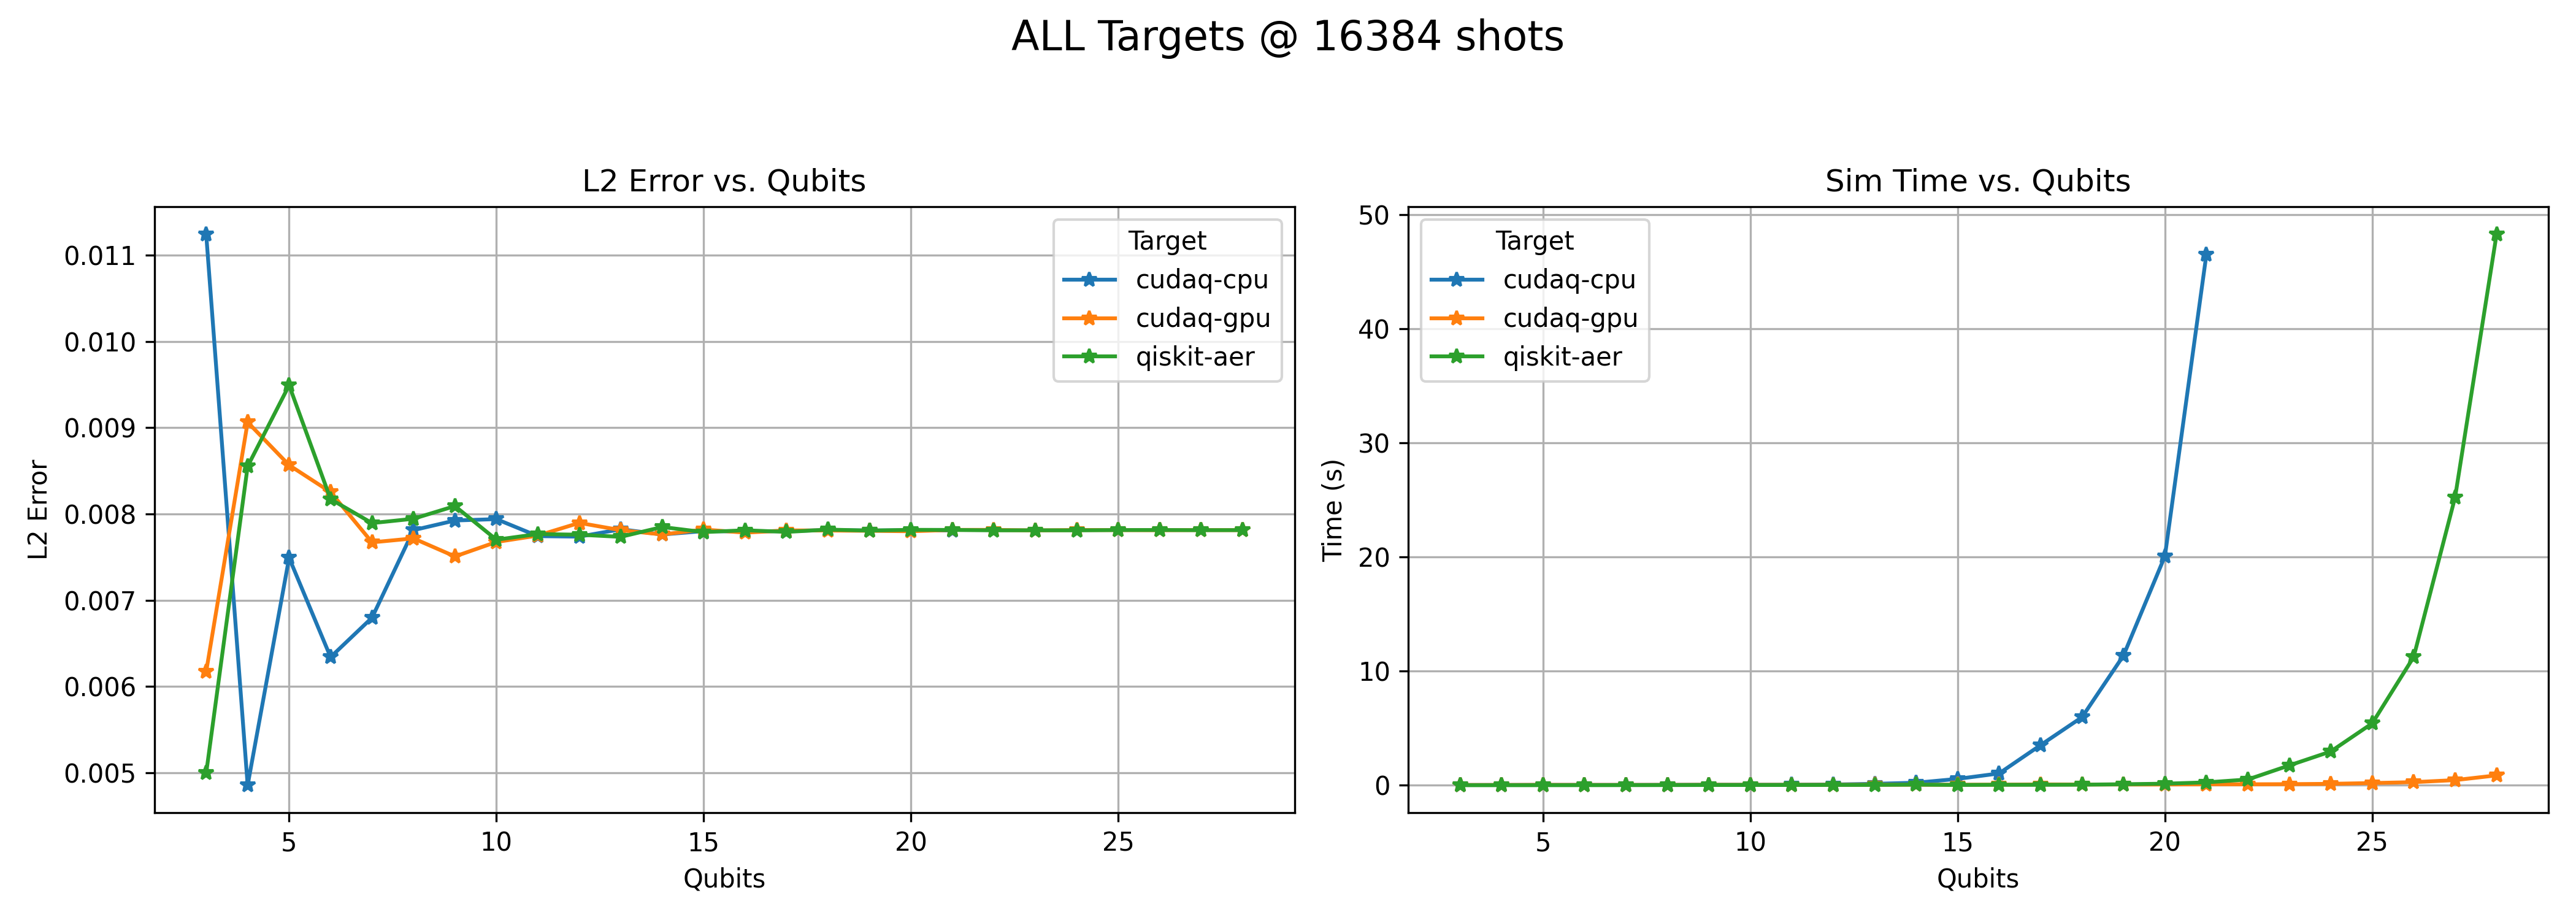 ALL Targets @ 16384 shots
L2 Error vs. Qubits
L2 Error
0.011
0.010
0.009
0.008
0.007
0.006
0.005
5
10
15
20
25
Qubits
Target
cudaq-cpu
cudaq-gpu
qiskit-aer
Sim Time vs. Qubits
Time (s)
50
40
30
20
10
0
5
10
15
20
25
Qubits
Target
cudaq-cpu
cudaq-gpu
qiskit-aer